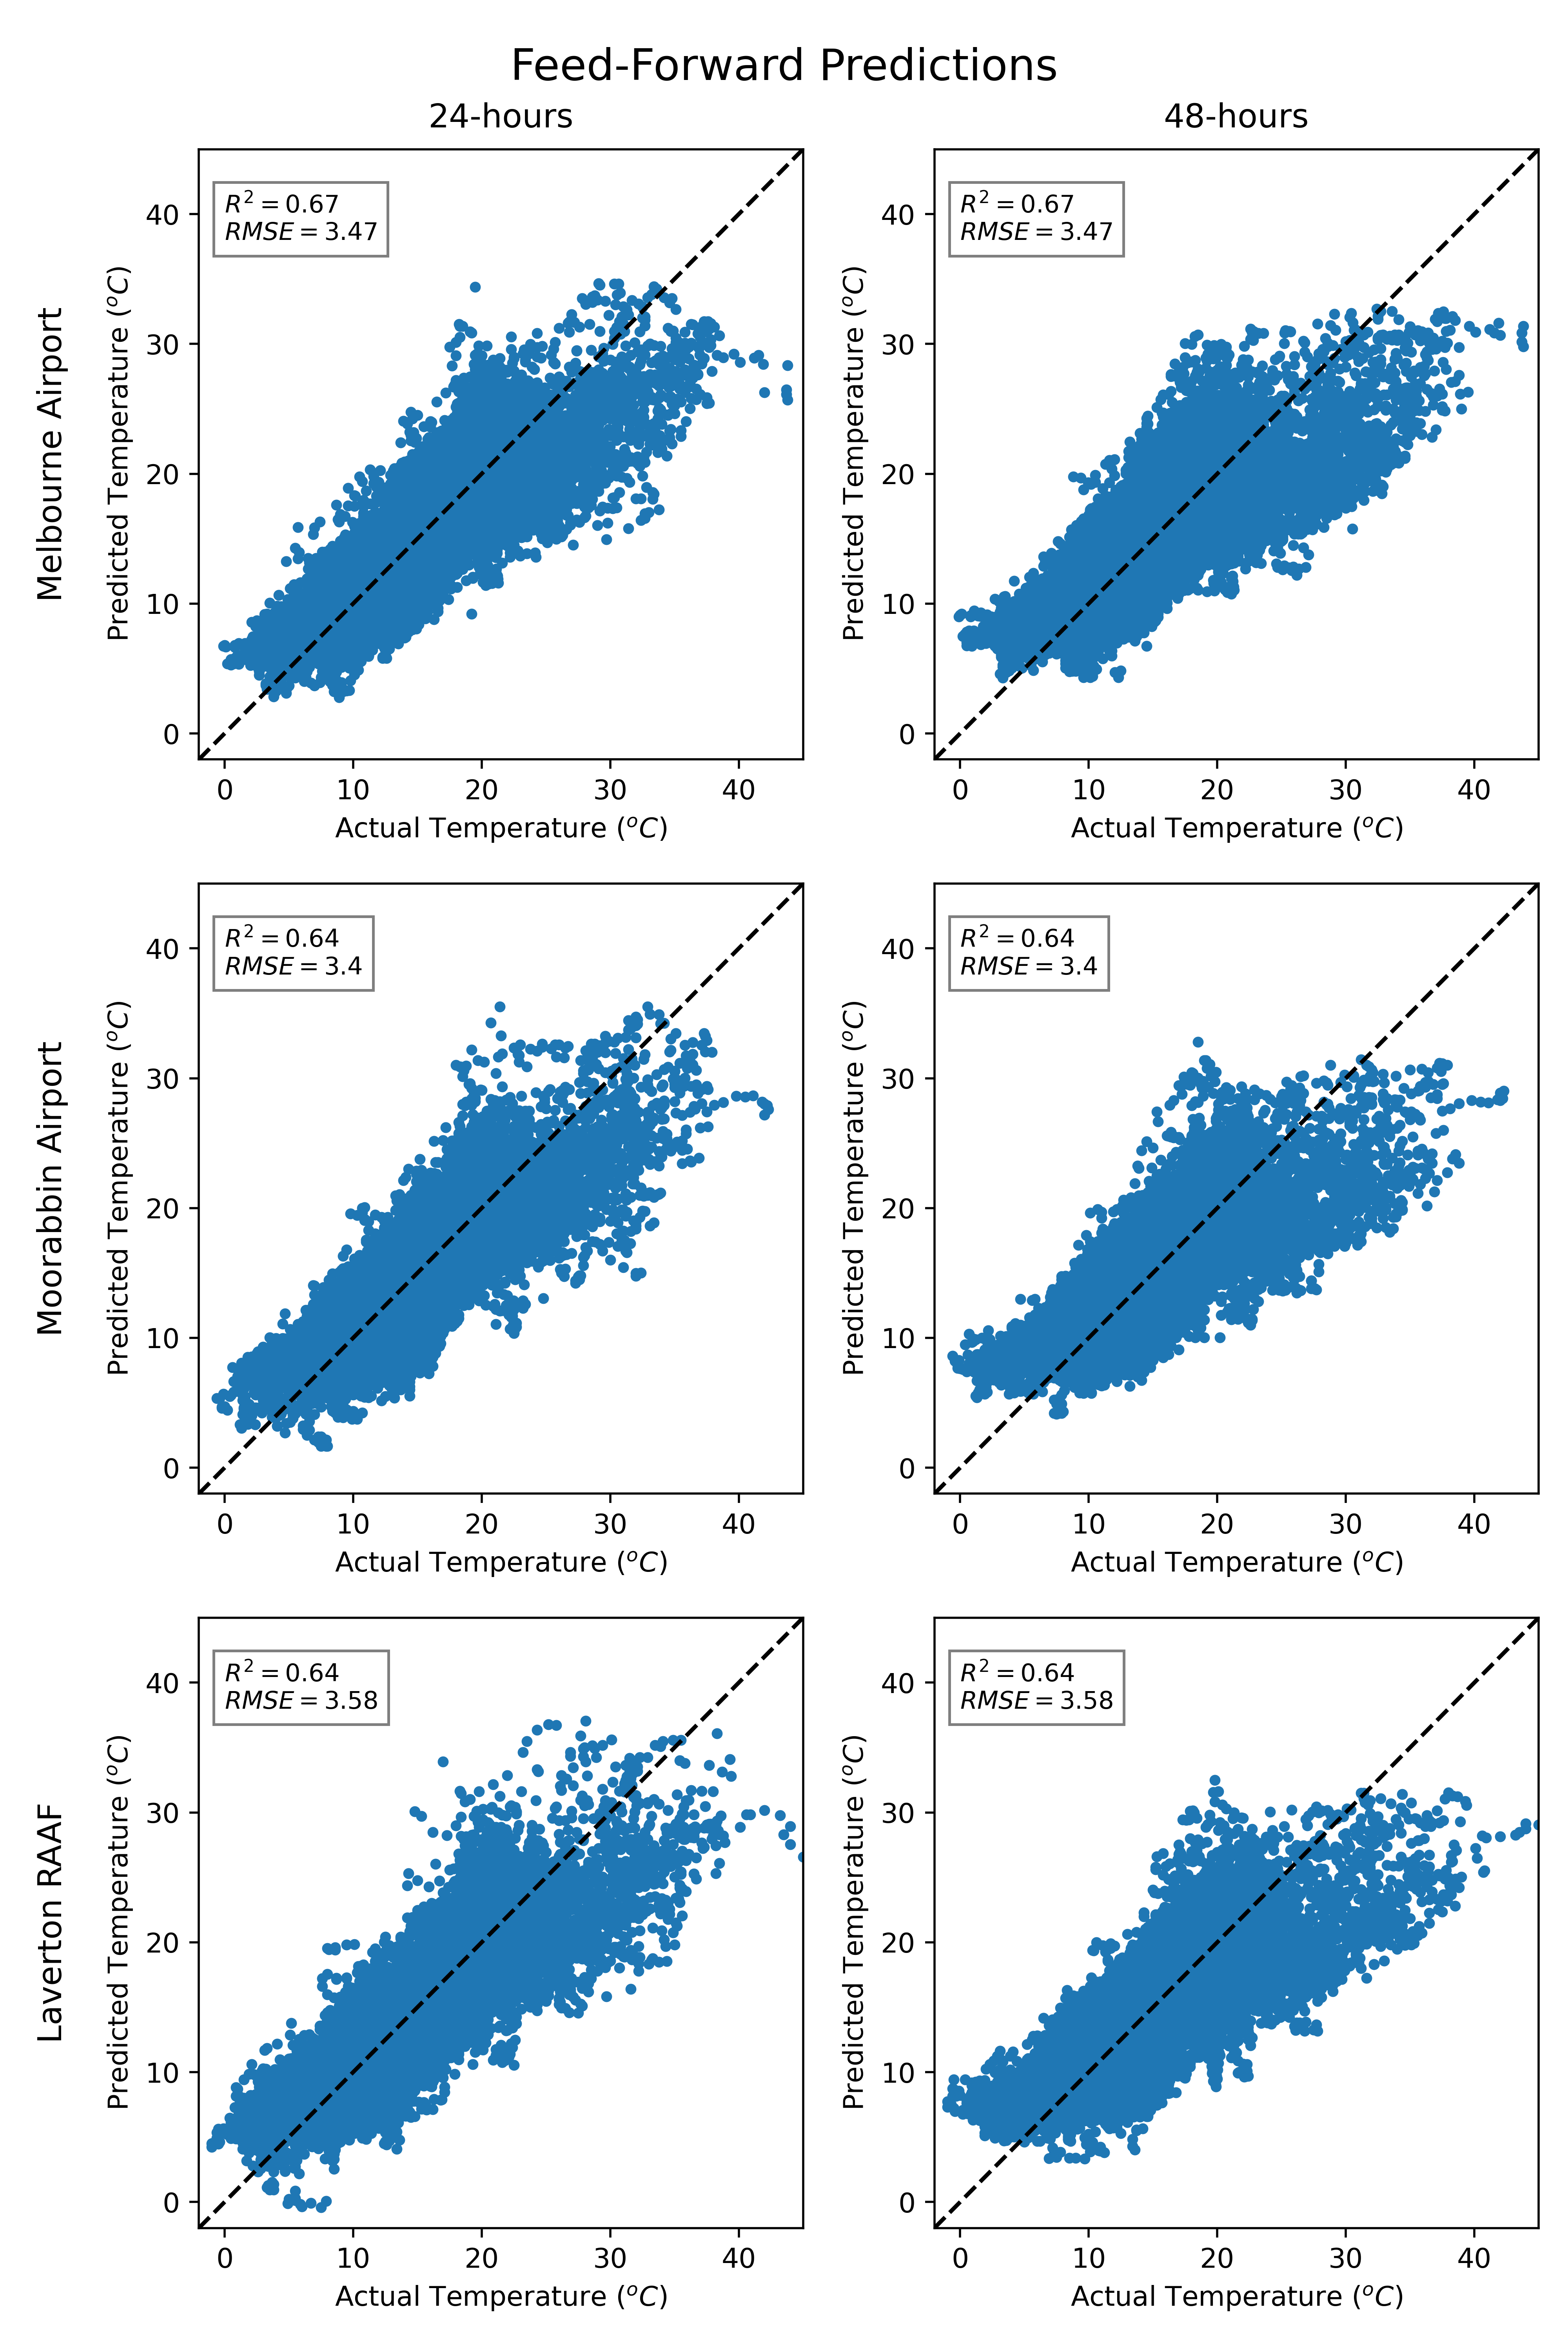 Feed-Forward Predictions
24-hours
48-hours
Melbourne Airport
Predicted Temperature (°C)
40
30
20
10
0
R² = 0.67
RMSE = 3.47
0 10 20 30 40
Actual Temperature (°C)
Predicted Temperature (°C)
40
30
20
10
0
R² = 0.67
RMSE = 3.47
0 10 20 30 40
Actual Temperature (°C)
Moorabbin Airport
Predicted Temperature (°C)
40
30
20
10
0
R² = 0.64
RMSE = 3.4
0 10 20 30 40
Actual Temperature (°C)
Predicted Temperature (°C)
40
30
20
10
0
R² = 0.64
RMSE = 3.4
0 10 20 30 40
Actual Temperature (°C)
Laverton RAAF
Predicted Temperature (°C)
40
30
20
10
0
R² = 0.64
RMSE = 3.58
0 10 20 30 40
Actual Temperature (°C)
Predicted Temperature (°C)
40
30
20
10
0
R² = 0.64
RMSE = 3.58
0 10 20 30 40
Actual Temperature (°C)